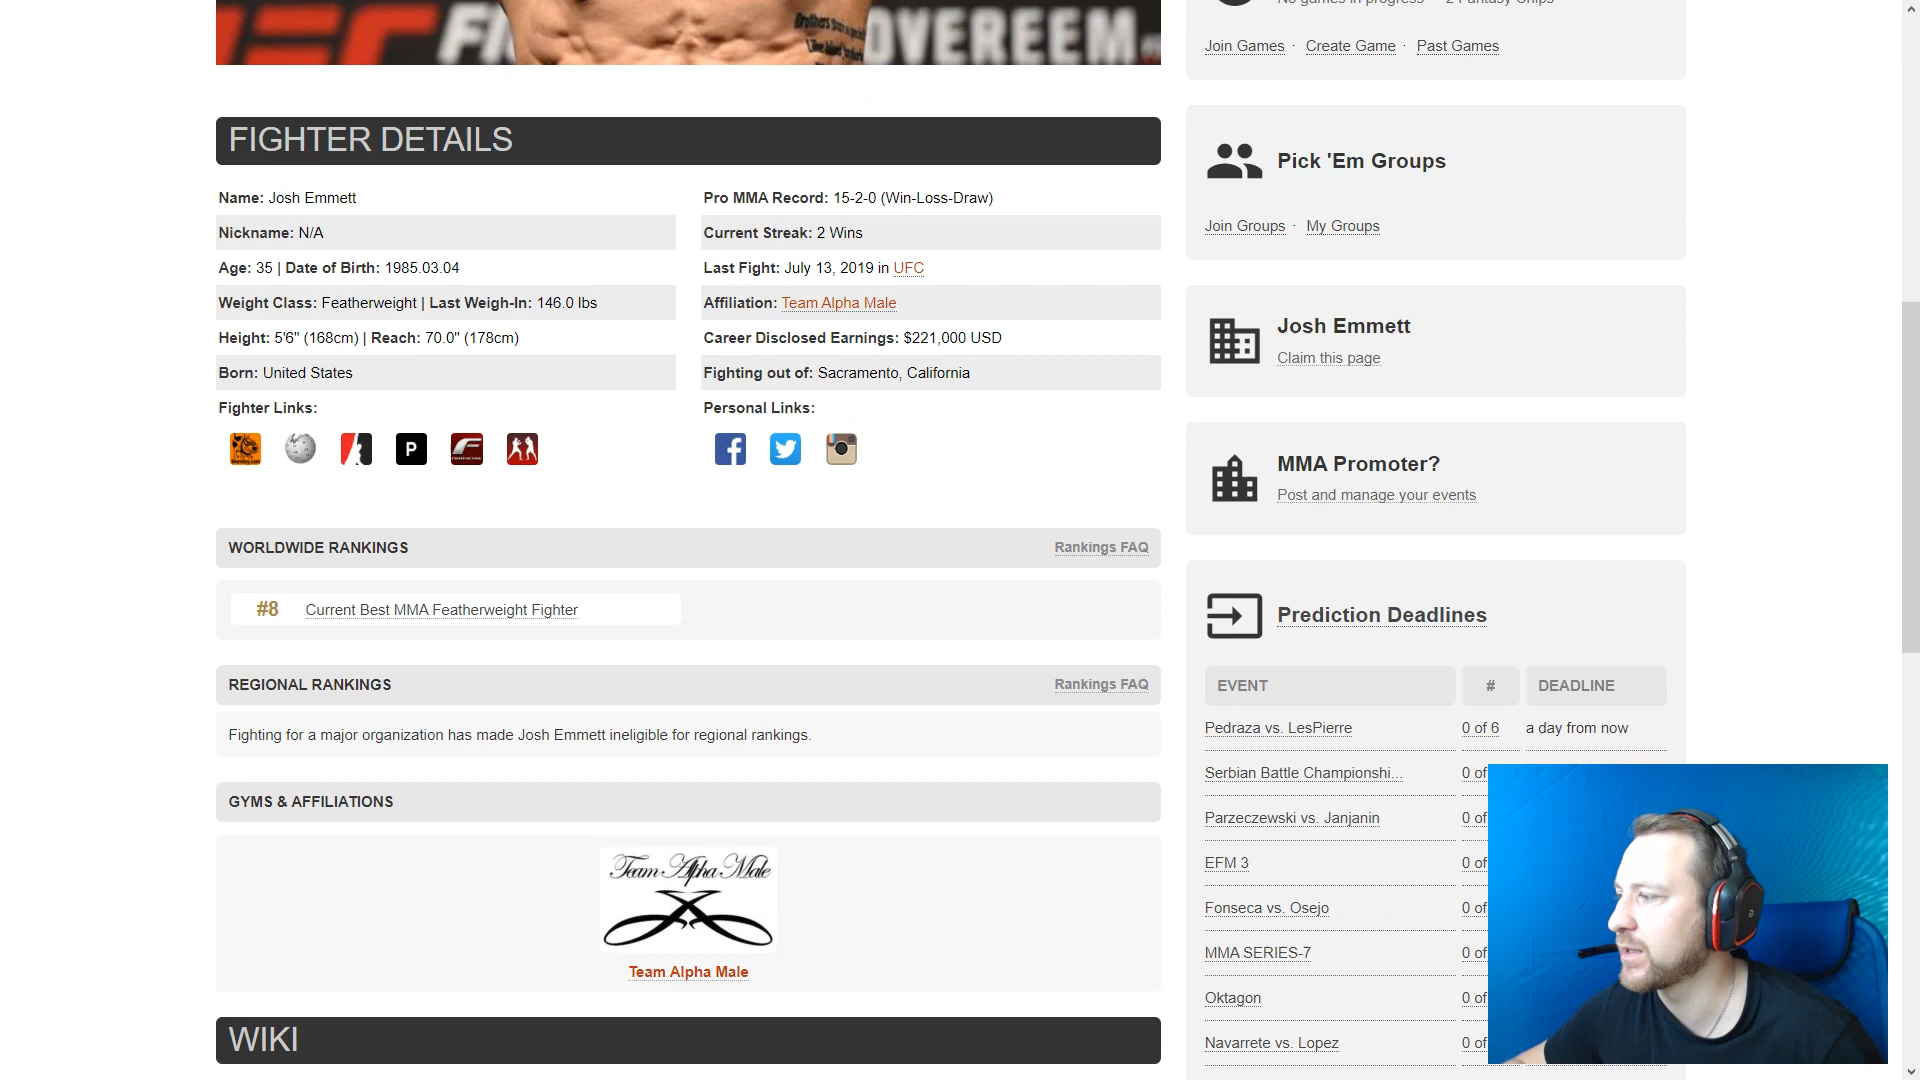 FI
OVEREEM
No games in progress · 2 Fantasy Chips
Join Games · Create Game · Past Games
FIGHTER DETAILS
Name: Josh Emmett
Nickname: N/A
Age: 35 | Date of Birth: 1985.03.04
Weight Class: Featherweight | Last Weigh-In: 146.0 lbs
Height: 5'6" (168cm) | Reach: 70.0" (178cm)
Born: United States
Fighter Links:
P
Pro MMA Record: 15-2-0 (Win-Loss-Draw)
Current Streak: 2 Wins
Last Fight: July 13, 2019 in UFC
Affiliation: Team Alpha Male
Career Disclosed Earnings: $221,000 USD
Fighting out of: Sacramento, California
Personal Links:
WORLDWIDE RANKINGS
Rankings FAQ
#8 Current Best MMA Featherweight Fighter
REGIONAL RANKINGS
Rankings FAQ
Fighting for a major organization has made Josh Emmett ineligible for regional rankings.
GYMS & AFFILIATIONS
Team Alpha Male
Team Alpha Male
WIKI
Pick 'Em Groups
Join Groups · My Groups
Josh Emmett
Claim this page
MMA Promoter?
Post and manage your events
Prediction Deadlines
EVENT # DEADLINE
Pedraza vs. LesPierre 0 of 6 a day from now
Serbian Battle Championshi... 0 of
Parzeczewski vs. Janjanin 0 of
EFM 3 0 of
Fonseca vs. Osejo 0 of
MMA SERIES-7 0 of
Oktagon 0 of
Navarrete vs. Lopez 0 of